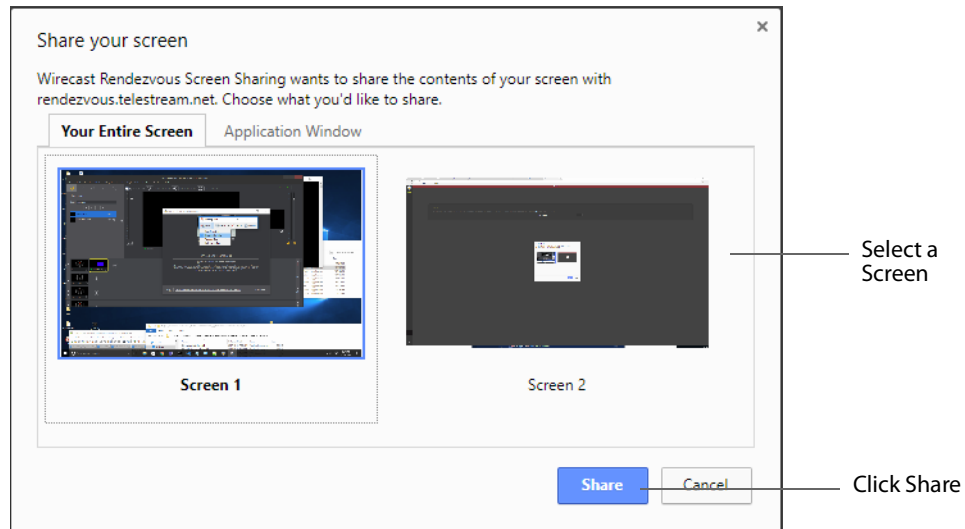 Share your screen
Wirecast Rendezvous Screen Sharing wants to share the contents of your screen with
rendezvous.telestream.net. Choose what you'd like to share.
Your Entire Screen Application Window
Select a
Screen
Screen 1 Screen 2
Share Cancel Click Share